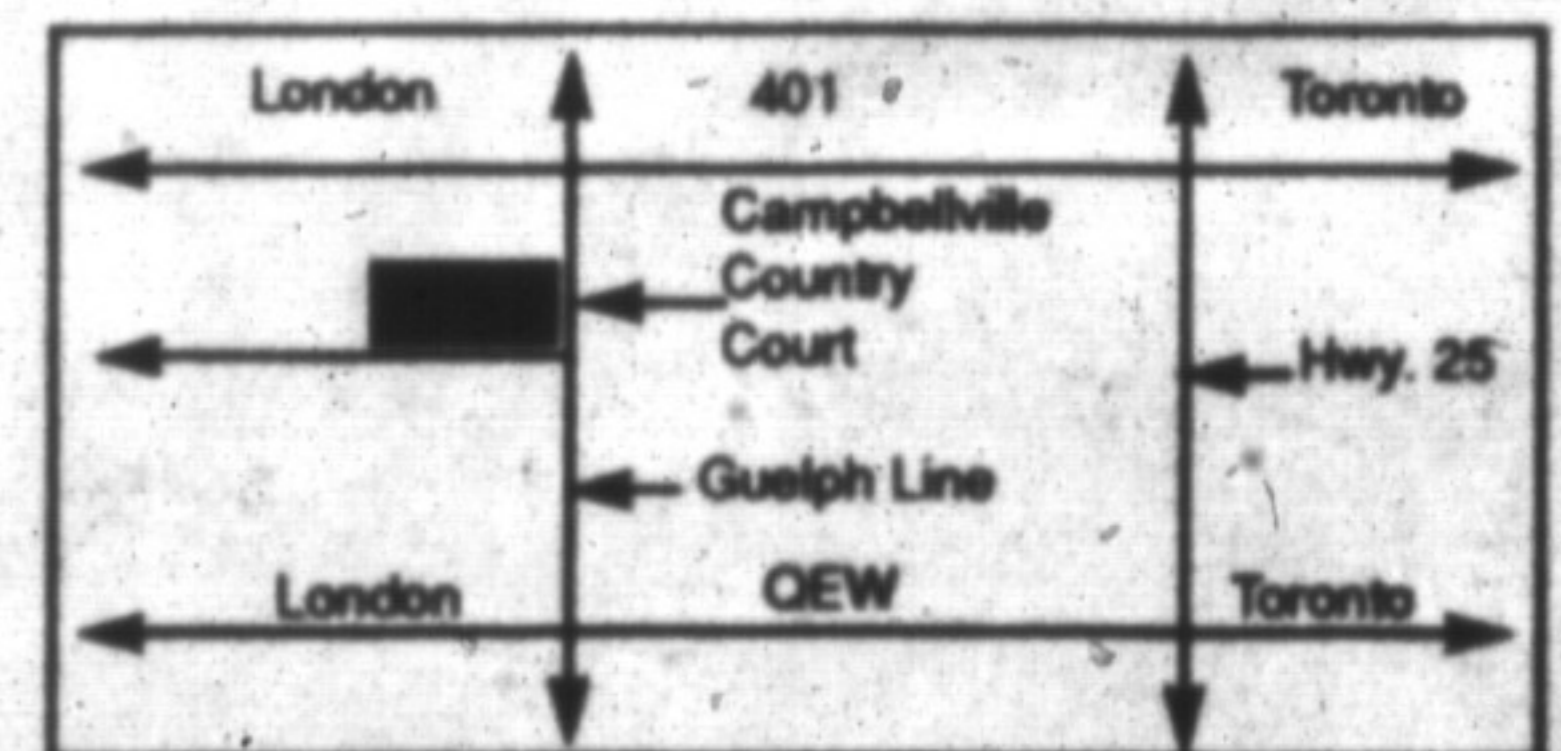 London 401 Toronto
Campbellville
Country
Court
Hwy. 25
Guelph Line
London QEW Toronto